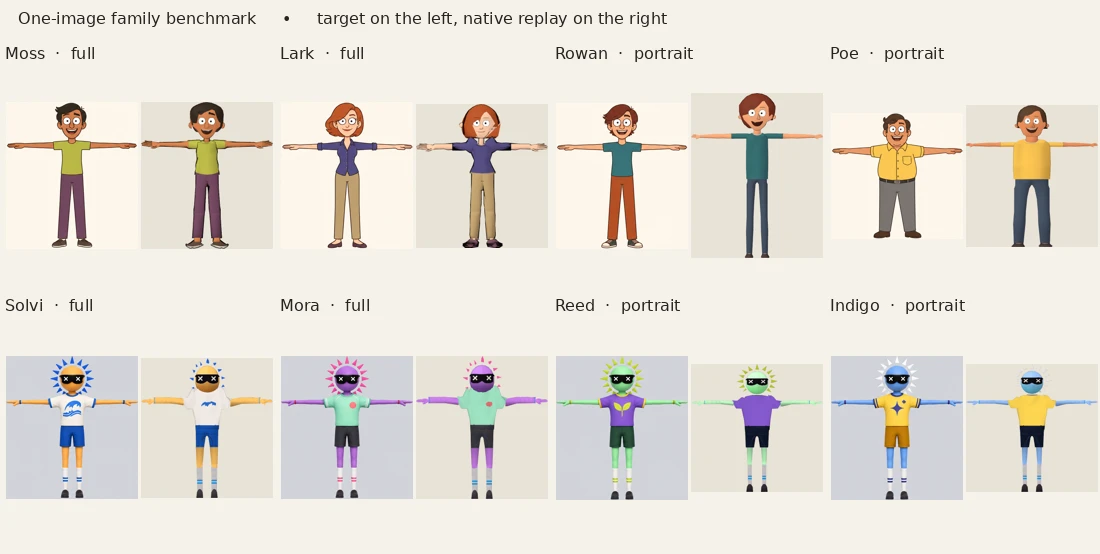 One-image family benchmark • target on the left, native replay on the right
Moss · full
Lark · full
Rowan · portrait
Poe · portrait
Solvi · full
Mora · full
Reed · portrait
Indigo · portrait